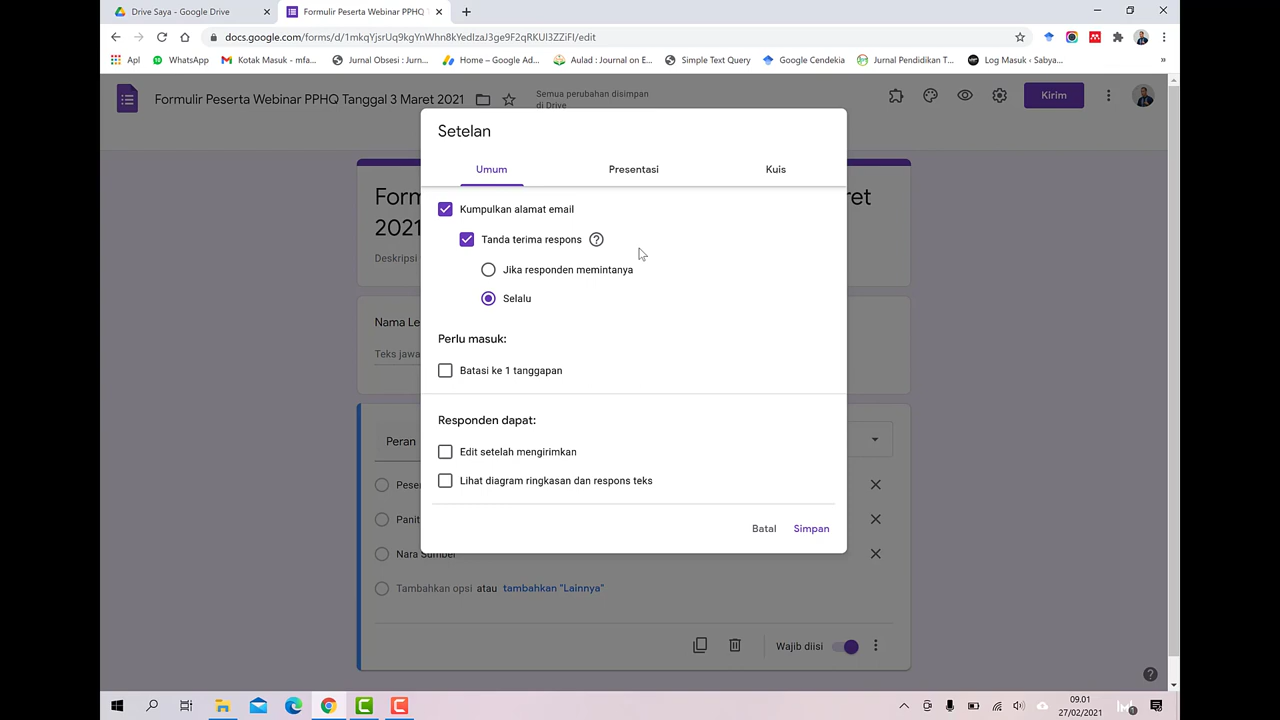 Drive Saya - Google Drive
Formulir Peserta Webinar PPHQ
docs.google.com/forms/d/1mkqYjsrUq9kgYnWhn8kYedIzaJ3ge9F2qRKUl3ZZiFI/edit
Apl
WhatsApp
Kotak Masuk - mfa...
Jurnal Obsesi : Jurn...
Home – Google Ad...
Aulad : Journal on E...
Simple Text Query
Google Cendekia
Jurnal Pendidikan T...
Log Masuk ‹ Sabya...
»
Formulir Peserta Webinar PPHQ Tanggal 3 Maret 2021
Semua perubahan disimpan
di Drive
Kirim
Setelan
Umum
Presentasi
Kuis
Kumpulkan alamat email
Tanda terima respons
Jika responden memintanya
Selalu
Perlu masuk:
Batasi ke 1 tanggapan
Responden dapat:
Edit setelah mengirimkan
Lihat diagram ringkasan dan respons teks
Batal
Simpan
Form
ret
2021
Deskripsi
Nama Le
Teks jawa
Peran
Pese
Panit
Nara Sumber
Tambahkan opsi atau tambahkan "Lainnya"
Wajib diisi
09.01
27/02/2021